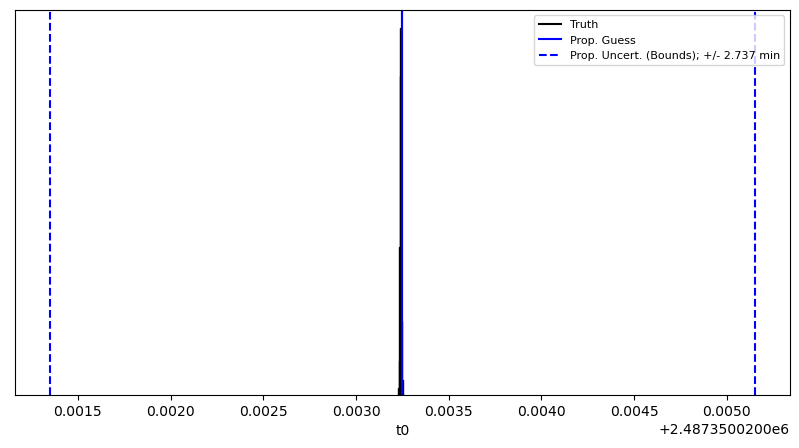 Truth
Prop. Guess
Prop. Uncert. (Bounds); +/- 2.737 min
0.0015 0.0020 0.0025 0.0030 0.0035 0.0040 0.0045 0.0050
t0
+2.4873500200e6